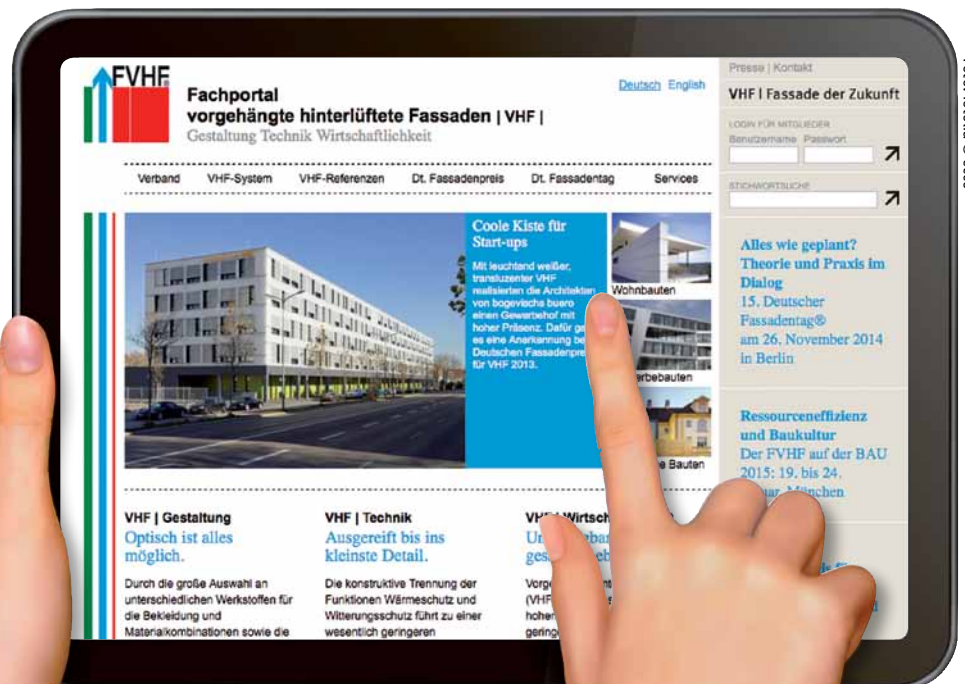 FVHF®
Fachportal
vorgehängte hinterlüftete Fassaden | VHF |
Gestaltung Technik Wirtschaftlichkeit
Deutsch English
Presse | Kontakt
VHF | Fassade der Zukunft
LOGIN FÜR MITGLIEDER
Benutzername Passwort
STICHWORTSUCHE
Verband VHF-System VHF-Referenzen Dt. Fassadenpreis Dt. Fassadentag Services
Coole Kiste für
Start-ups
Mit leuchtend weißer,
transluzenter VHF
realisierten die Architekten
von bogevischs buero
einen Gewerbehof mit
hoher Präsenz. Dafür
es eine Anerkennung
Deutschen
für VHF 2013.
Wohnbauten
Bauten
Alles wie geplant?
Theorie und Praxis im
Dialog
15. Deutscher
Fassadentag®
am 26. November 2014
in Berlin
Ressourceneffizienz
und Baukultur
Der FVHF auf der BAU
2015: 19. bis 24.
München
VHF | Gestaltung
Optisch ist alles
möglich.
Durch die große Auswahl an
unterschiedlichen Werkstoffen für
die Bekleidung und
Materialkombinationen sowie die
VHF | Technik
Ausgereift bis ins
kleinste Detail.
Die konstruktive Trennung der
Funktionen Wärmeschutz und
Witterungsschutz führt zu einer
wesentlich geringeren
VHF
(VHF